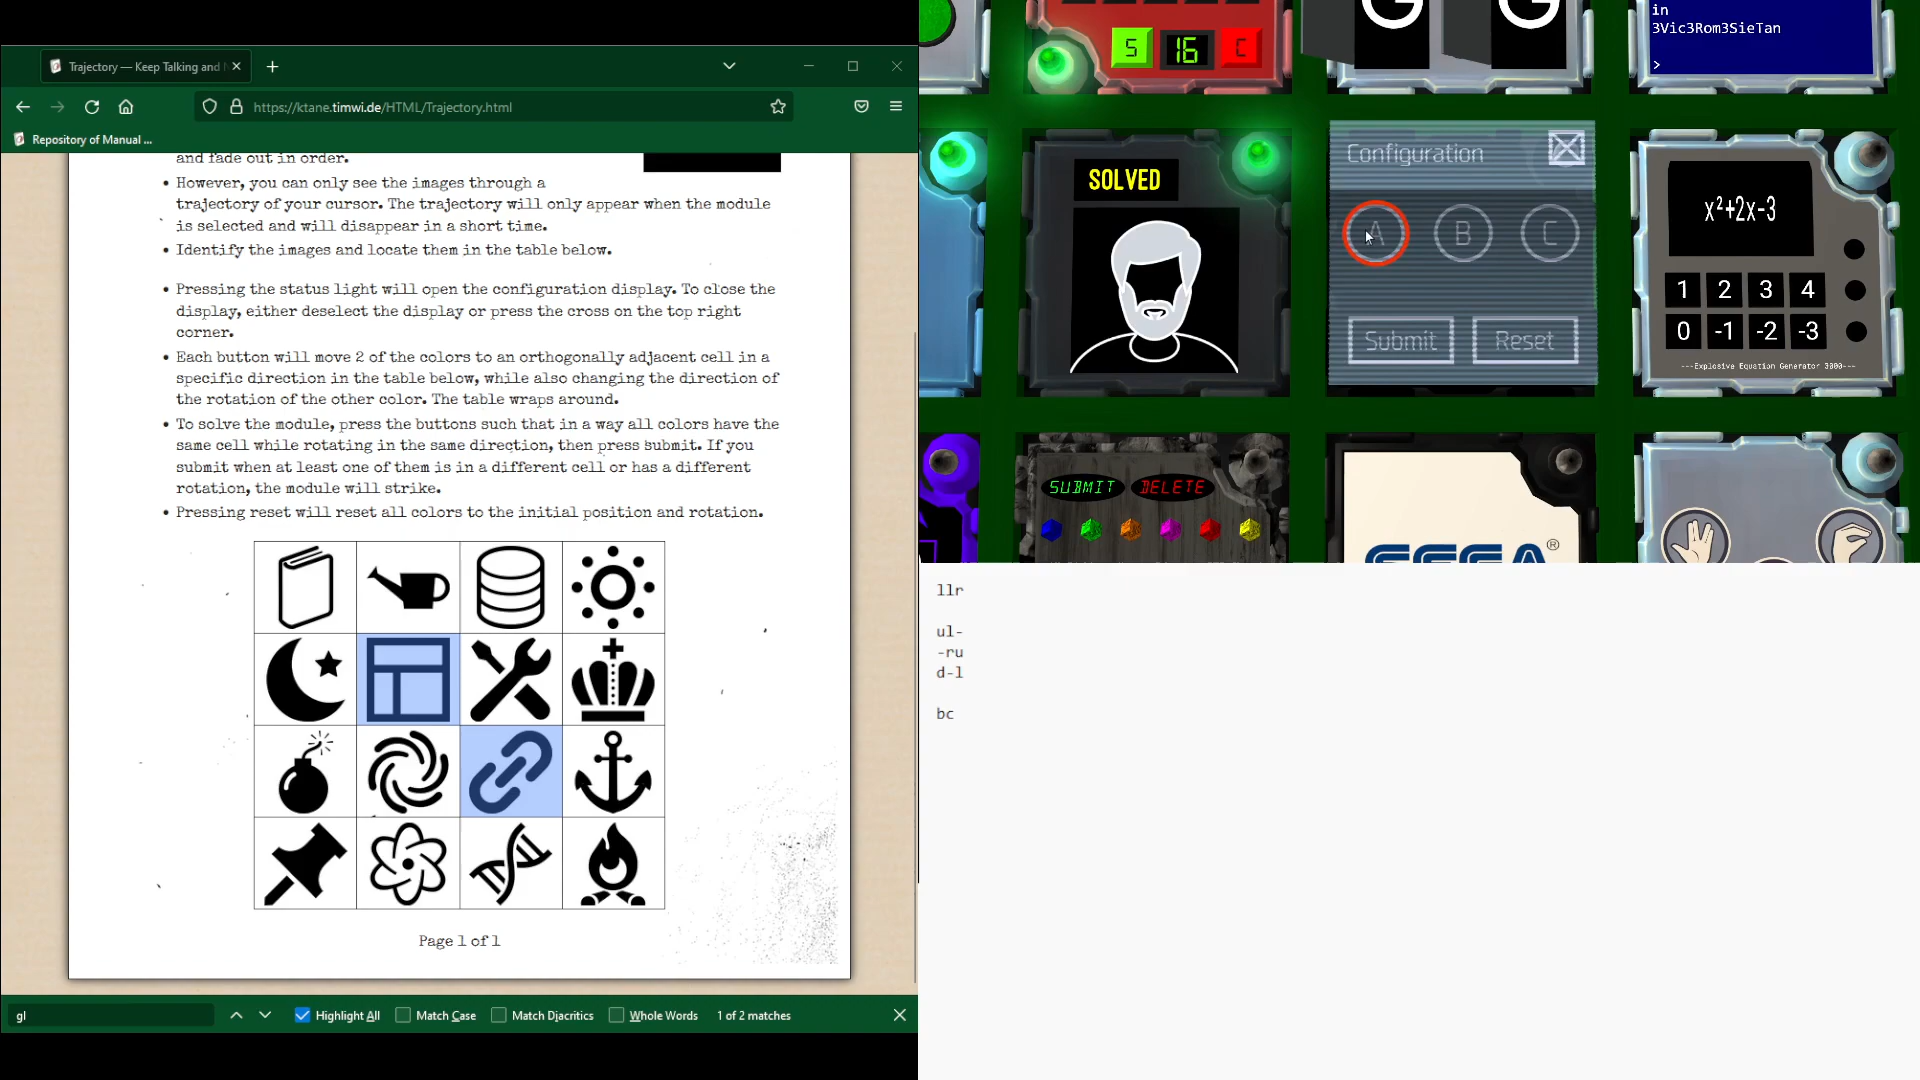 Trajectory — Keep Talking and N
https://ktane.timwi.de/HTML/Trajectory.html
Repository of Manual ...
and fade out in order.
• However, you can only see the images through a
trajectory of your cursor. The trajectory will only appear when the module
is selected and will disappear in a short time.
• Identify the images and locate them in the table below.
• Pressing the status light will open the configuration display. To close the
display, either deselect the display or press the cross on the top right
corner.
• Each button will move 2 of the colors to an orthogonally adjacent cell in a
specific direction in the table below, while also changing the direction of
the rotation of the other color. The table wraps around.
• To solve the module, press the buttons such that in a way all colors have the
same cell while rotating in the same direction, then press submit. If you
submit when at least one of them is in a different cell or has a different
rotation, the module will strike.
• Pressing reset will reset all colors to the initial position and rotation.
Page 1 of 1
gl
Highlight All
Match Case
Match Diacritics
Whole Words
1 of 2 matches
S 16 C
G G
in
3Vic3Rom3SieTan
>
SOLVED
Configuration
A B C
Submit Reset
x²+2x-3
1 2 3 4
0 -1 -2 -3
---Explosive Equation Generator 3000---
SUBMIT DELETE
SEGA ®
llr
ul-
-ru
d-l
bc